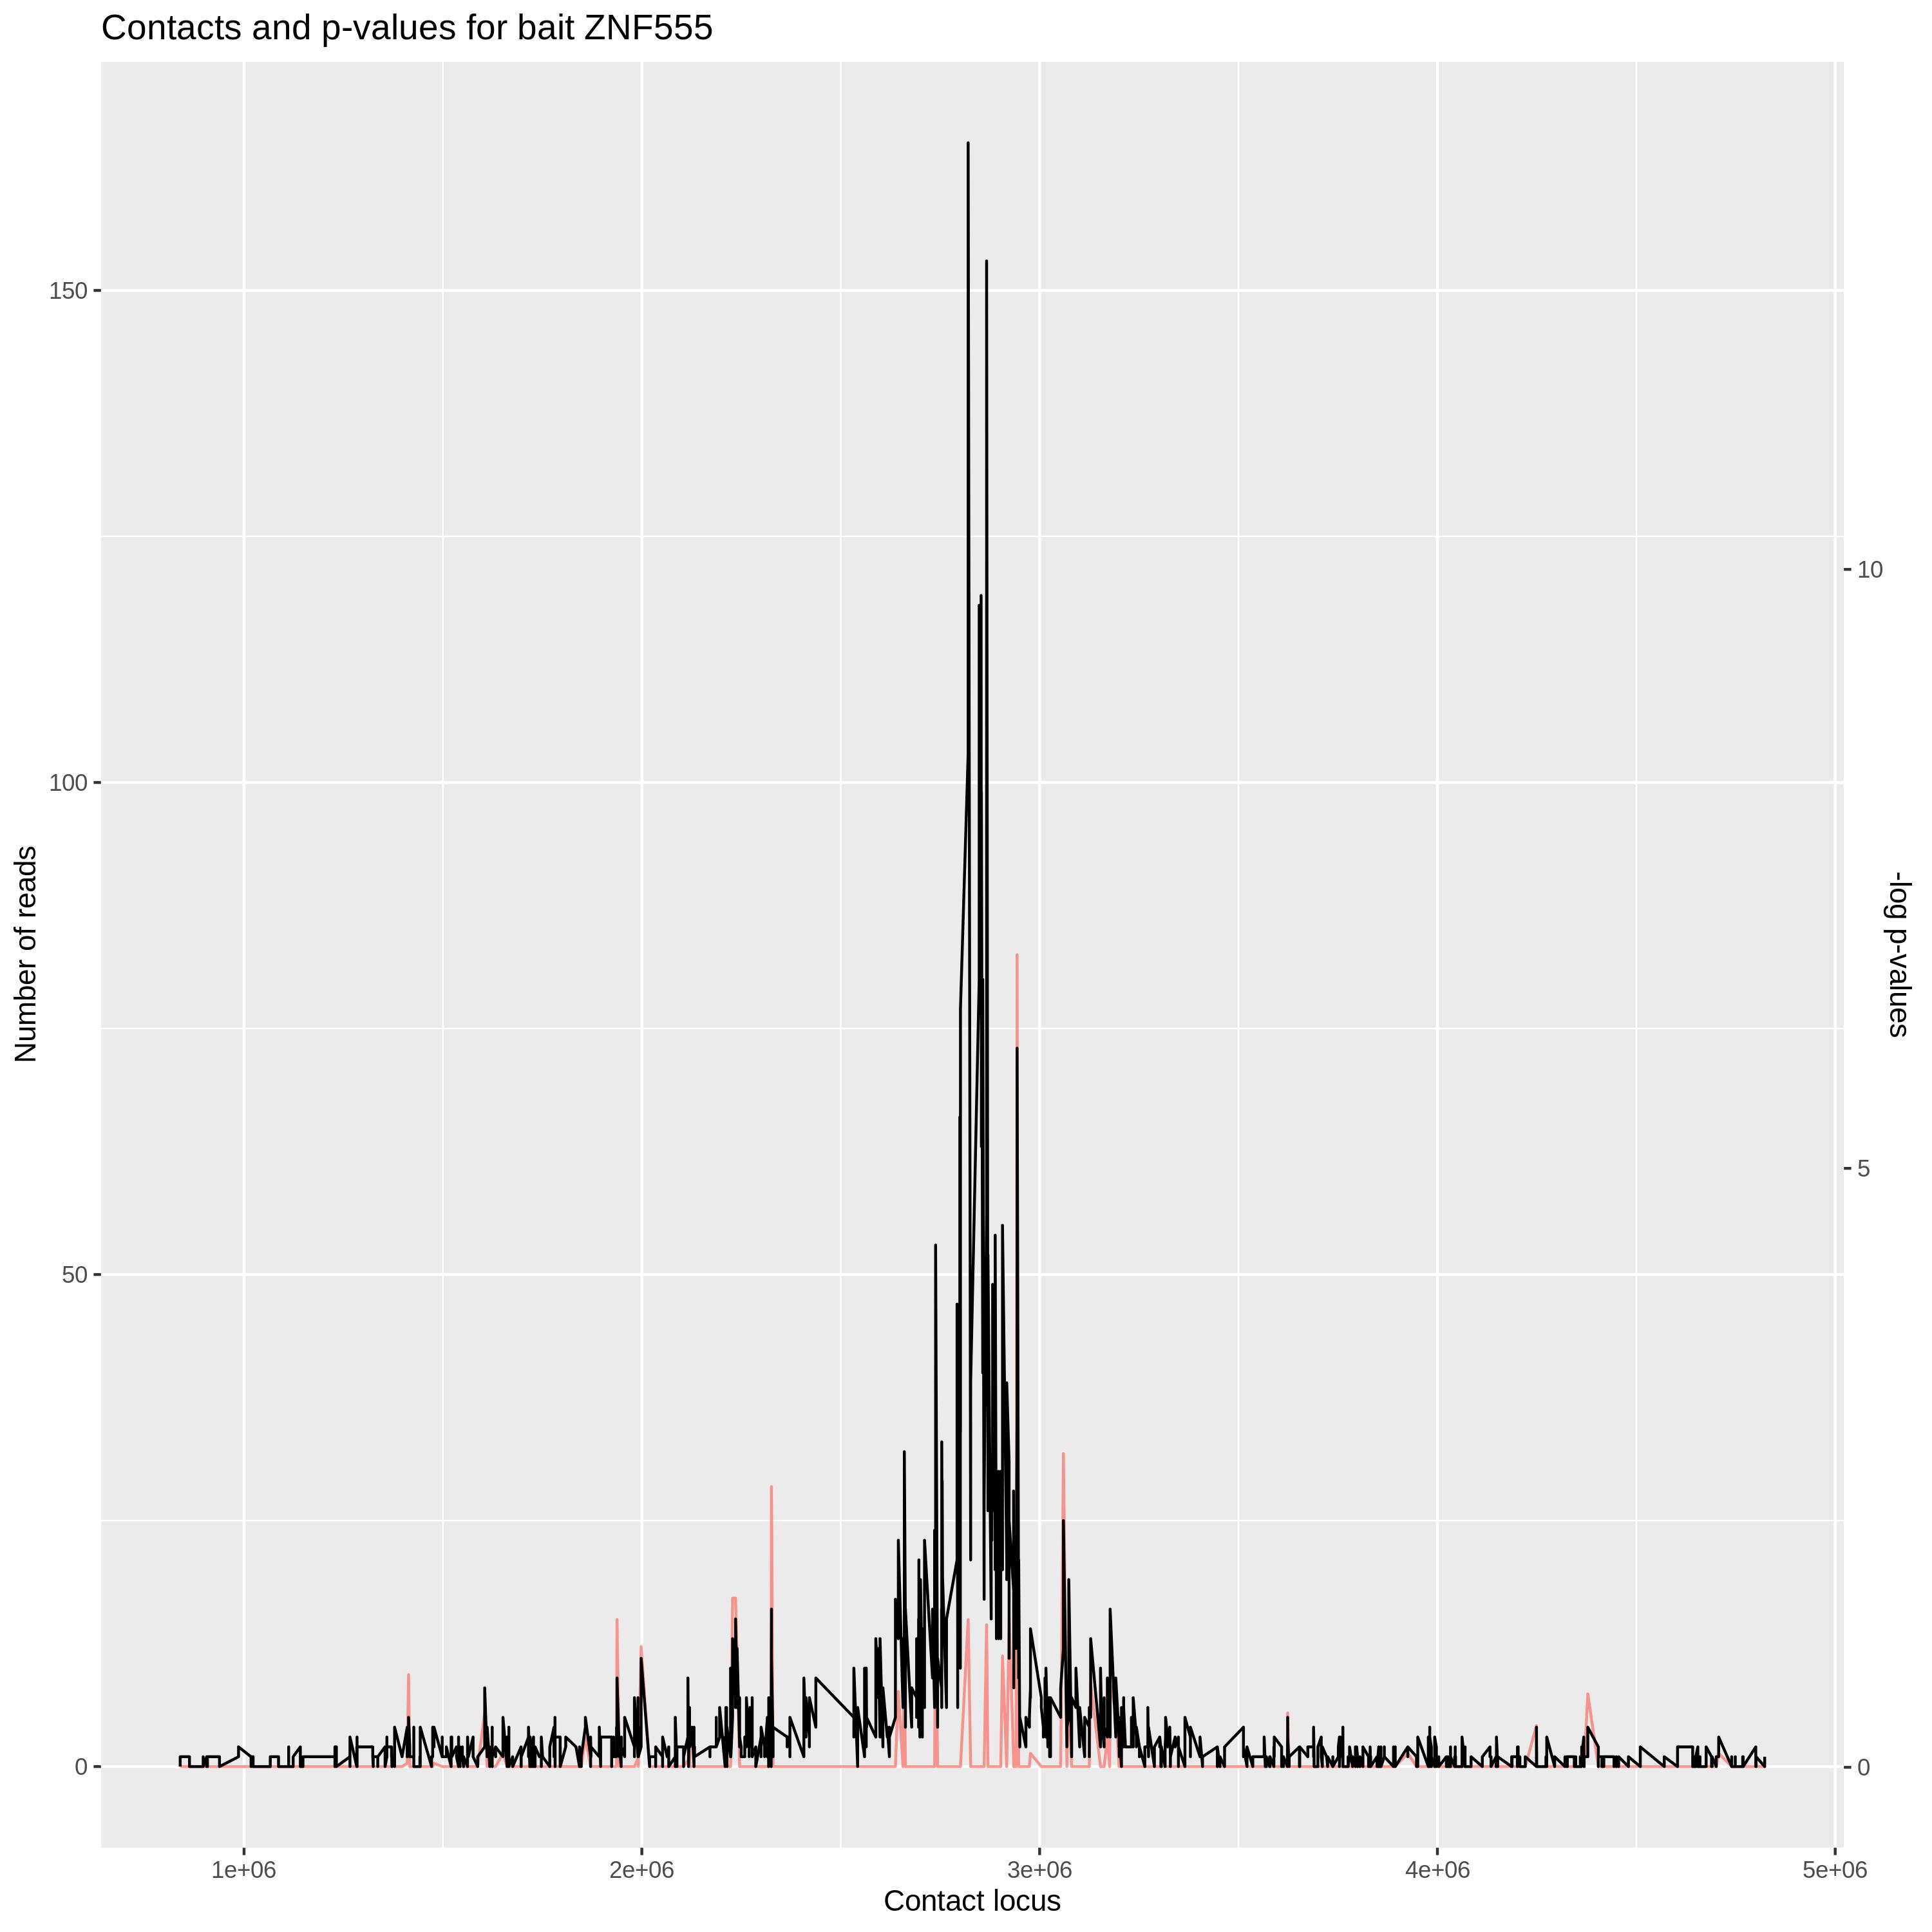 Contacts and p-values for bait ZNF555
150
100
50
0
Number of reads
10
5
0
-log p-values
1e+06
2e+06
3e+06
4e+06
5e+06
Contact locus